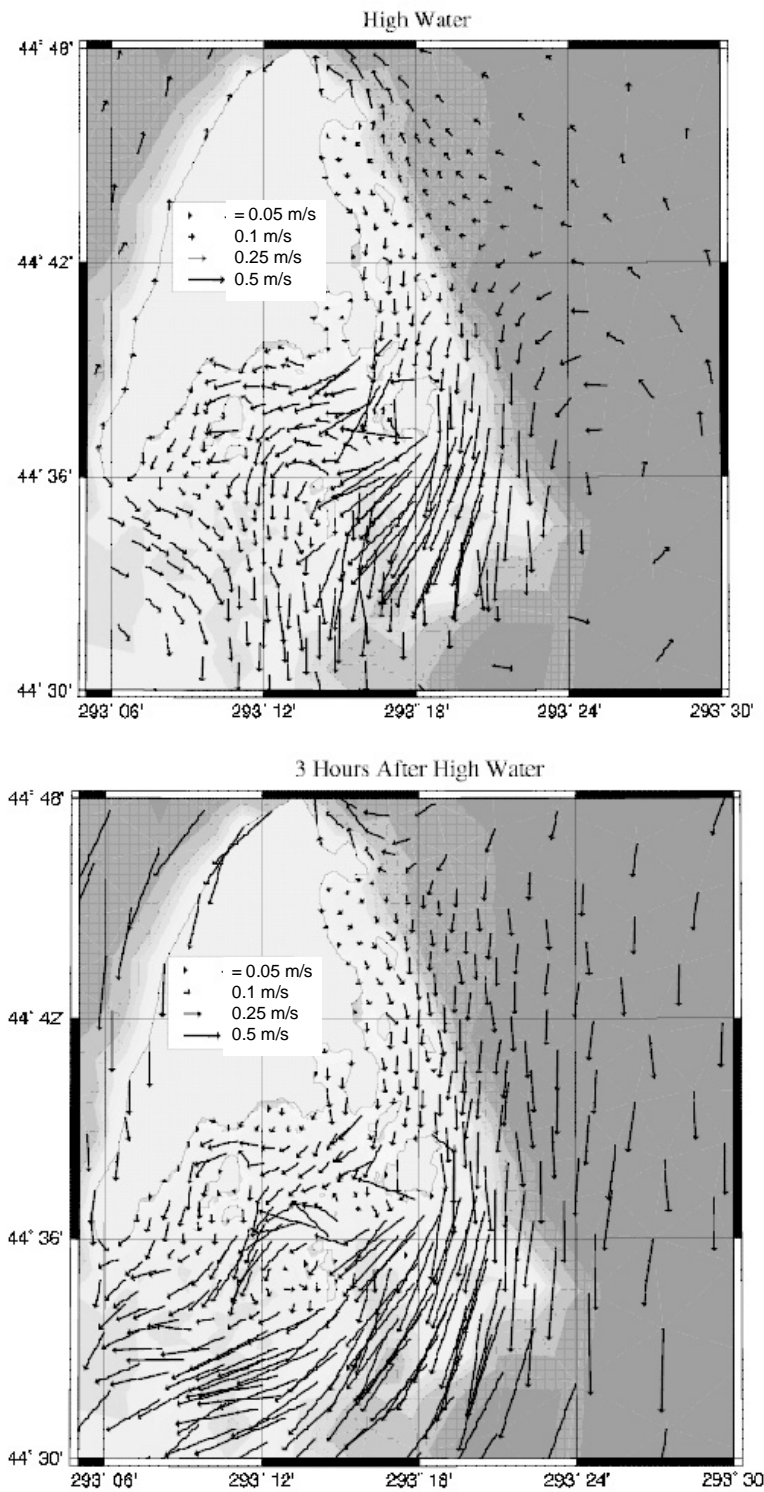 High Water
44° 48'
= 0.05 m/s
0.1 m/s
0.25 m/s
0.5 m/s
44° 42'
44° 36'
44° 30'
293° 06' 293° 12' 293° 18' 293° 24' 293° 30'
3 Hours After High Water
44° 48'
= 0.05 m/s
0.1 m/s
0.25 m/s
0.5 m/s
44° 42'
44° 36'
44° 30'
293° 06' 293° 12' 293° 18' 293° 24' 293° 30'